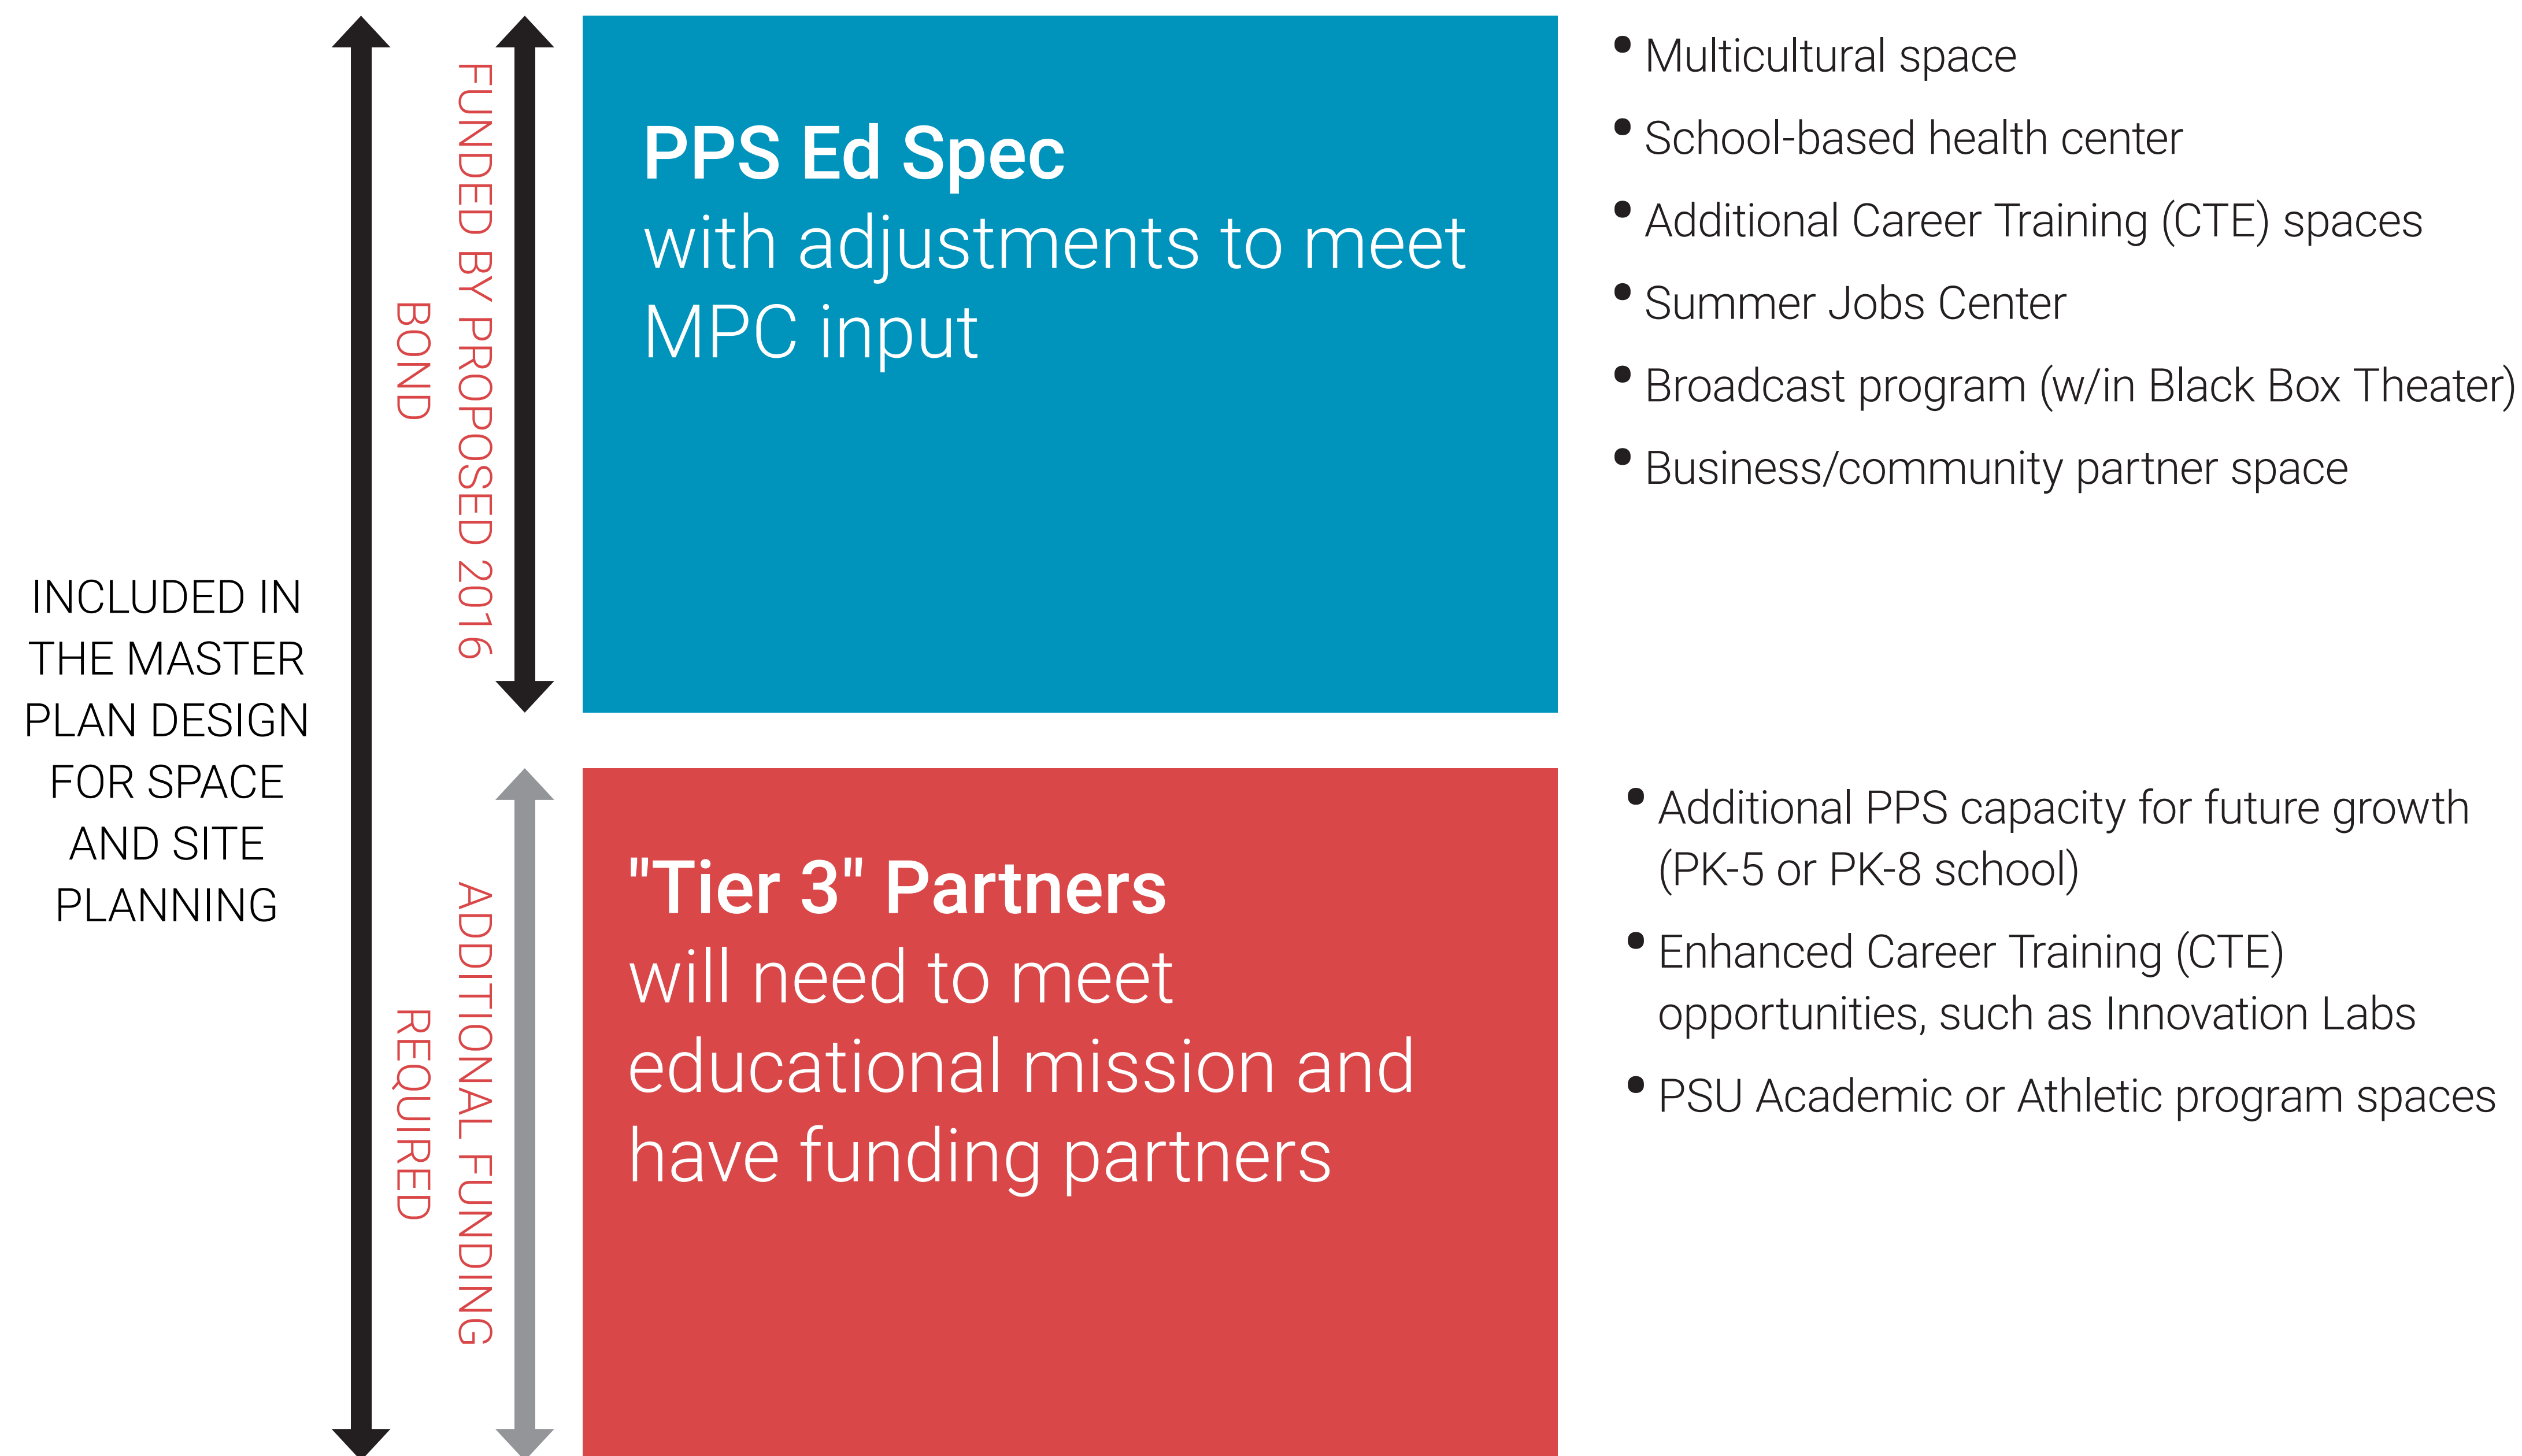 INCLUDED IN
THE MASTER
PLAN DESIGN
FOR SPACE
AND SITE
PLANNING
FUNDED BY PROPOSED 2016
BOND
PPS Ed Spec
with adjustments to meet
MPC input
• Multicultural space
• School-based health center
• Additional Career Training (CTE) spaces
• Summer Jobs Center
• Broadcast program (w/in Black Box Theater)
• Business/community partner space
ADDITIONAL FUNDING
REQUIRED
"Tier 3" Partners
will need to meet
educational mission and
have funding partners
• Additional PPS capacity for future growth
(PK-5 or PK-8 school)
• Enhanced Career Training (CTE)
opportunities, such as Innovation Labs
• PSU Academic or Athletic program spaces